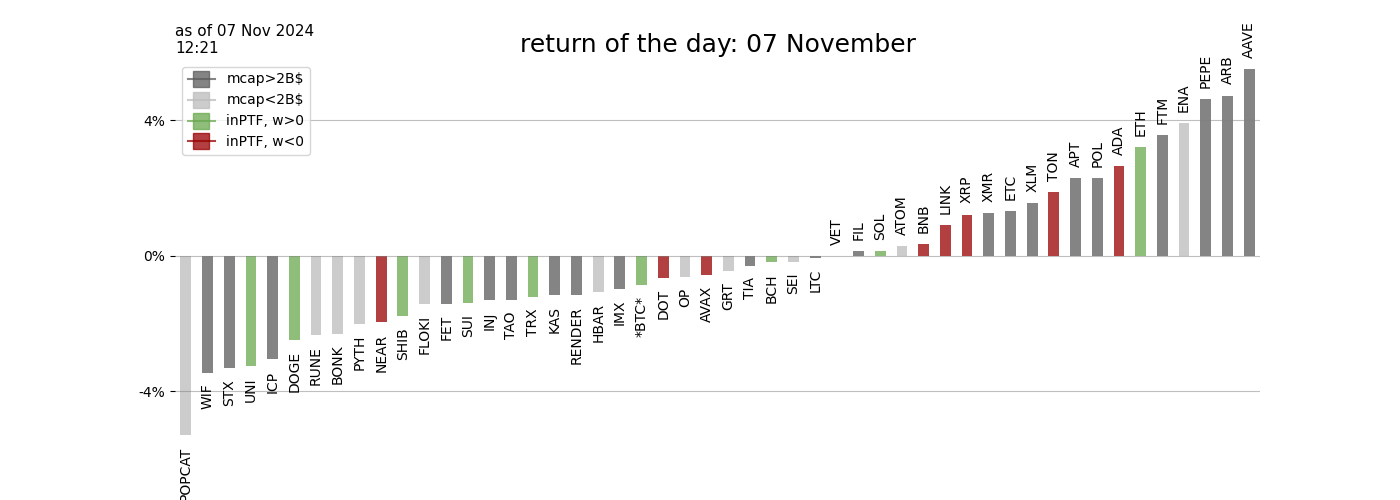 as of 07 Nov 2024
12:21
return of the day: 07 November
mcap>2B$
mcap<2B$
inPTF, w>0
inPTF, w<0
4%
0%
-4%
POPCAT
WIF
STX
UNI
ICP
DOGE
RUNE
BONK
PYTH
NEAR
SHIB
FLOKI
FET
SUI
INJ
TAO
TRX
KAS
RENDER
HBAR
IMX
*BTC*
DOT
OP
AVAX
GRT
TIA
BCH
SEI
LTC
VET
FIL
SOL
ATOM
BNB
LINK
XRP
XMR
ETC
XLM
TON
APT
POL
ADA
ETH
FTM
ENA
PEPE
ARB
AAVE